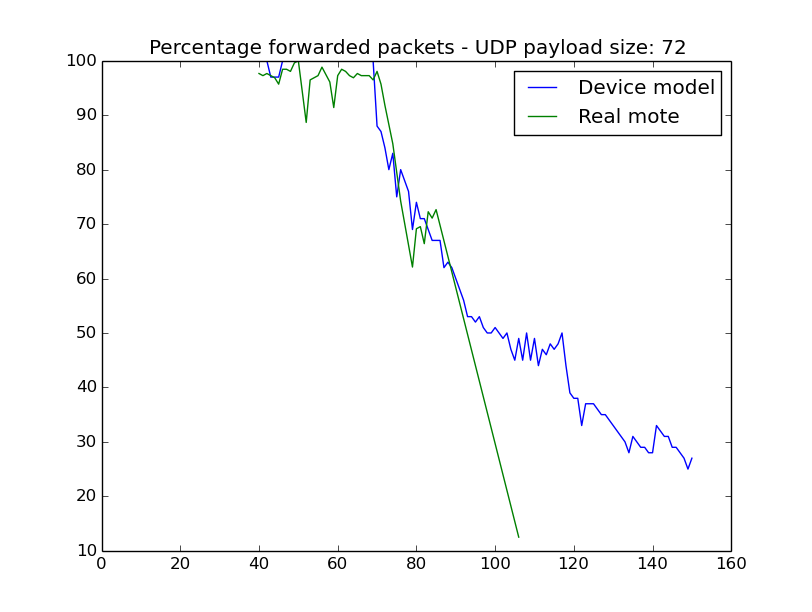 Percentage forwarded packets - UDP payload size: 72
100
90
80
70
60
50
40
30
20
10
Device model
Real mote
0 20 40 60 80 100 120 140 160